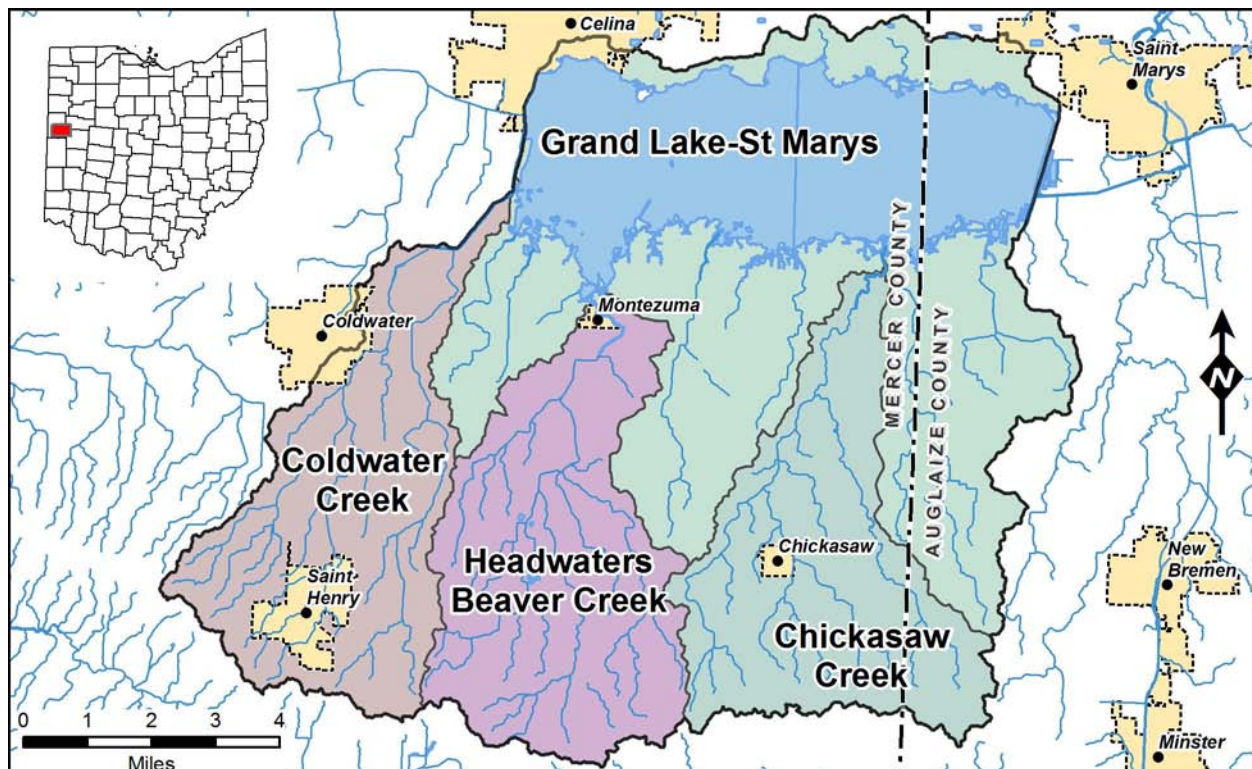 Celina
Saint
Marys
Grand Lake-St Marys
MERCER COUNTY
AUGLAIZE COUNTY
Montezuma
Coldwater
N
Coldwater
Creek
Headwaters
Beaver Creek
Chickasaw
Saint
Henry
New
Bremen
Chickasaw
Creek
0 1 2 3 4
Miles
Minster